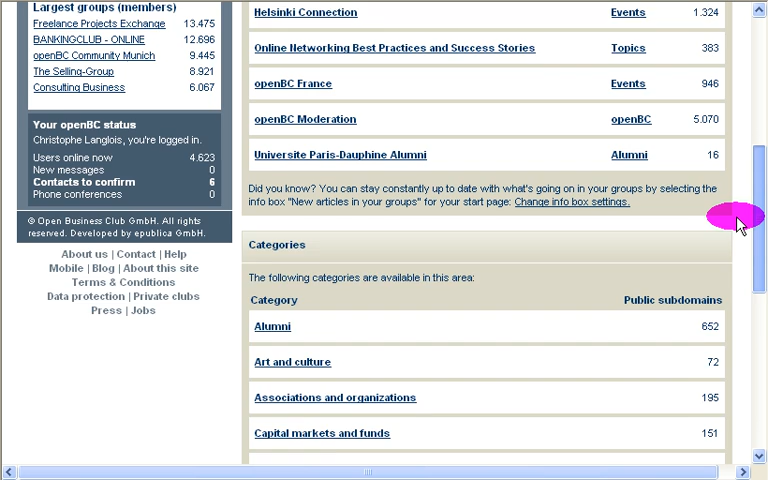 Largest groups (members)
Freelance Projects Exchange 13.475
BANKINGCLUB - ONLINE 12.696
openBC Community Munich 9.445
The Selling-Group 8.921
Consulting Business 6.067
Your openBC status
Christophe Langlois, you're logged in.
Users online now 4.623
New messages 0
Contacts to confirm 6
Phone conferences 0
© Open Business Club GmbH. All rights
reserved. Developed by epublica GmbH.
About us | Contact | Help
Mobile | Blog | About this site
Terms & Conditions
Data protection | Private clubs
Press | Jobs
Helsinki Connection Events 1.324
Online Networking Best Practices and Success Stories Topics 383
openBC France Events 946
openBC Moderation openBC 5.070
Universite Paris-Dauphine Alumni Alumni 16
Did you know? You can stay constantly up to date with what's going on in your groups by selecting the
info box "New articles in your groups" for your start page: Change info box settings.
Categories
The following categories are available in this area:
Category Public subdomains
Alumni 652
Art and culture 72
Associations and organizations 195
Capital markets and funds 151